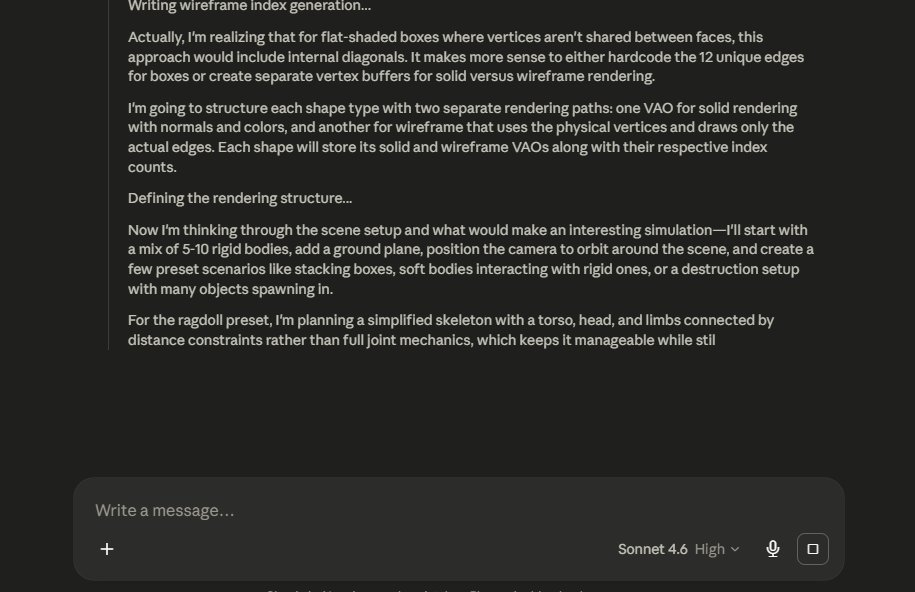 Writing wireframe index generation...
Actually, I'm realizing that for flat-shaded boxes where vertices aren't shared between faces, this
approach would include internal diagonals. It makes more sense to either hardcode the 12 unique edges
for boxes or create separate vertex buffers for solid versus wireframe rendering.
I'm going to structure each shape type with two separate rendering paths: one VAO for solid rendering
with normals and colors, and another for wireframe that uses the physical vertices and draws only the
actual edges. Each shape will store its solid and wireframe VAOs along with their respective index
counts.
Defining the rendering structure...
Now I'm thinking through the scene setup and what would make an interesting simulation—I'll start with
a mix of 5-10 rigid bodies, add a ground plane, position the camera to orbit around the scene, and create a
few preset scenarios like stacking boxes, soft bodies interacting with rigid ones, or a destruction setup
with many objects spawning in.
For the ragdoll preset, I'm planning a simplified skeleton with a torso, head, and limbs connected by
distance constraints rather than full joint mechanics, which keeps it manageable while stil
Write a message...
Sonnet 4.6 High